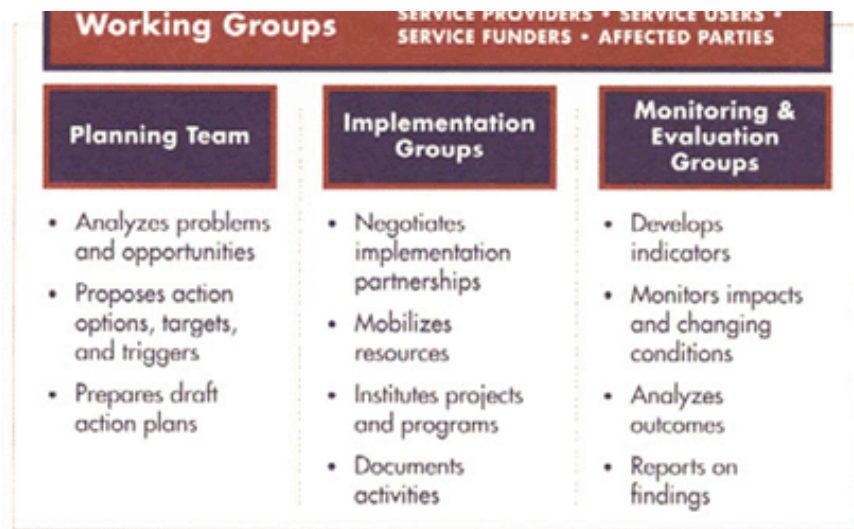 Working Groups
SERVICE PROVIDERS • SERVICE USERS •
SERVICE FUNDERS • AFFECTED PARTIES
Planning Team
• Analyzes problems
and opportunities
• Proposes action
options, targets,
and triggers
• Prepares draft
action plans
Implementation
Groups
• Negotiates
implementation
partnerships
• Mobilizes
resources
• Institutes projects
and programs
• Documents
activities
Monitoring &
Evaluation
Groups
• Develops
indicators
• Monitors impacts
and changing
conditions
• Analyzes
outcomes
• Reports on
findings